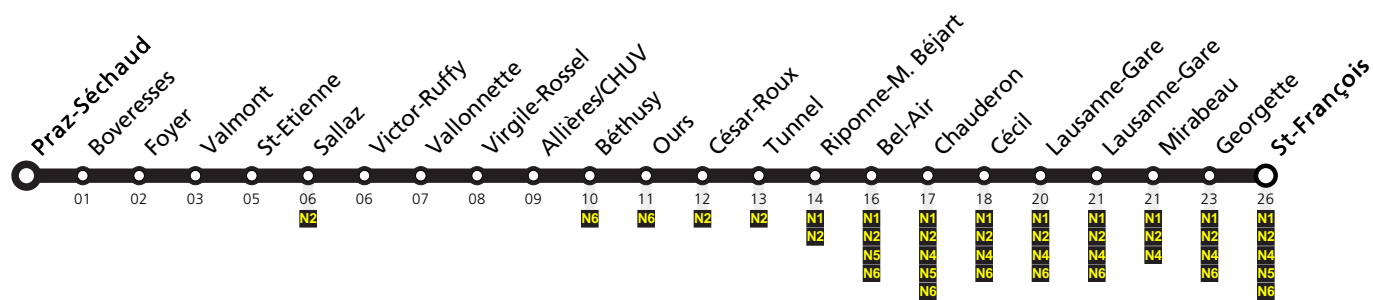 Praz-Séchaud
Boveresses
Foyer
Valmont
St-Etienne
Sallaz
Victor-Ruffy
Vallonnette
Virgile-Rossel
Allières/CHUV
Béthusy
Ours
César-Roux
Tunnel
Riponne-M. Béjart
Bel-Air
Chauderon
Cécil
Lausanne-Gare
Lausanne-Gare
Mirabeau
Georgette
St-François
01 02 03 05 06 06 07 08 09 10 11 12 13 14 16 17 18 20 21 21 23 26
N2 N6 N6 N2 N2 N1 N1 N1 N1 N1 N1 N1 N1 N1
N2 N2 N2 N2 N2 N2 N2 N2 N2
N5 N4 N4 N4 N4 N4 N4 N4
N6 N5 N6 N6 N6 N6 N5
N6 N6